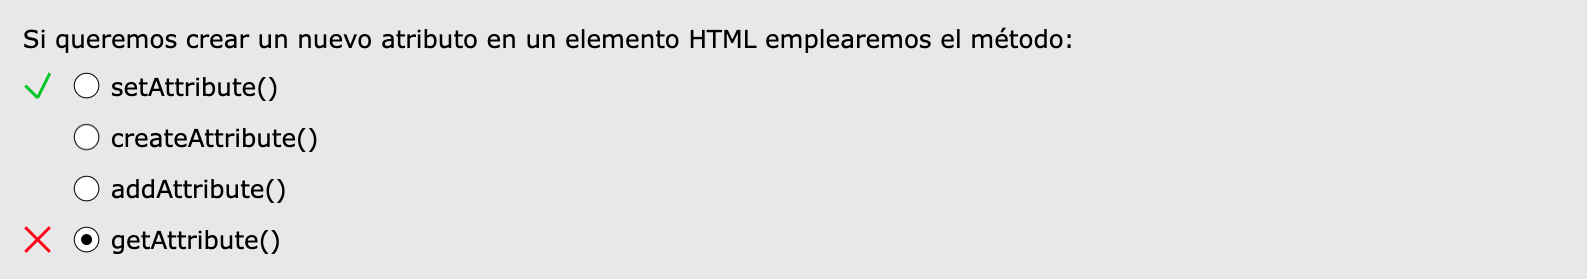 Si queremos crear un nuevo atributo en un elemento HTML emplearemos el método:
setAttribute()
createAttribute()
addAttribute()
getAttribute()